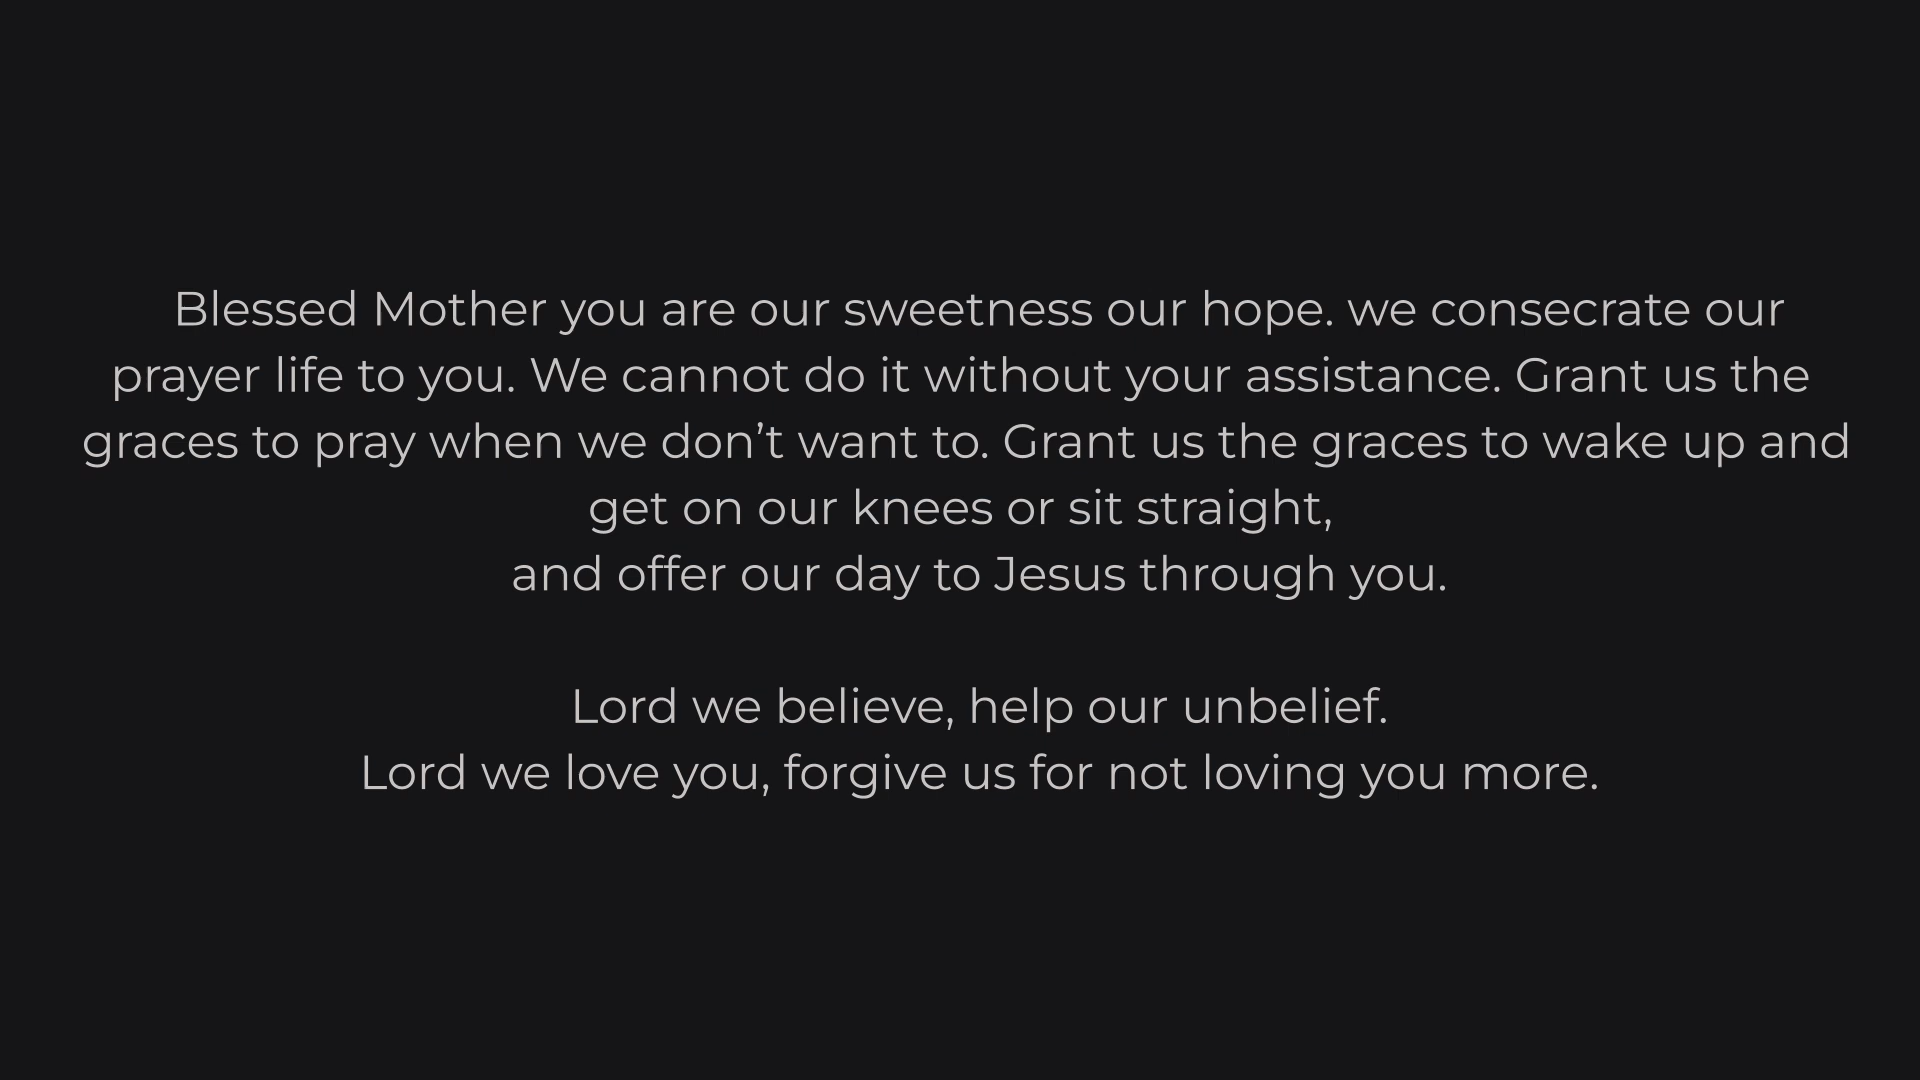 Blessed Mother you are our sweetness our hope. we consecrate our
prayer life to you. We cannot do it without your assistance. Grant us the
graces to pray when we don’t want to. Grant us the graces to wake up and
get on our knees or sit straight,
and offer our day to Jesus through you.
Lord we believe, help our unbelief.
Lord we love you, forgive us for not loving you more.